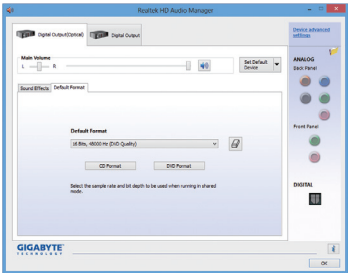 Realtek HD Audio Manager
Digital Output(Optical)
Digital Output
Device advanced
settings
Main Volume
L
R
Set Default
Device
ANALOG
Back Panel
Sound Effects
Default Format
Default Format
16 Bits, 48000 Hz (DVD Quality)
CD Format
DVD Format
Select the sample rate and bit depth to be used when running in shared
mode.
Front Panel
DIGITAL
GIGABYTE™
TECHNOLOGY
OK